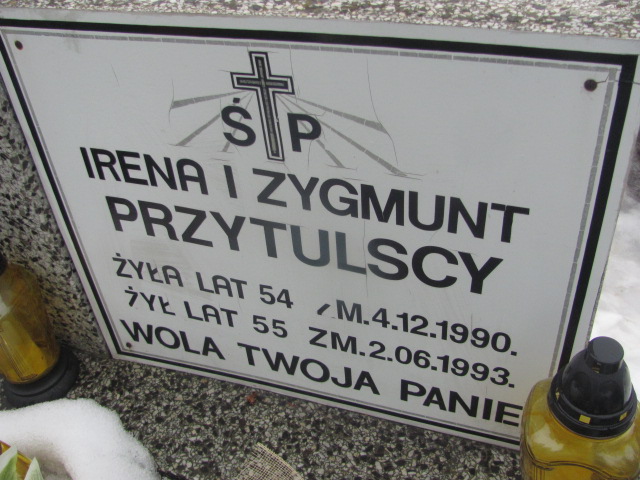 Ś P
IRENA I ZYGMUNT
PRZYTULSCY
ŻYŁA LAT 54 ZM. 4.12.1990.
ŻYŁ LAT 55 ZM. 2.06.1993.
WOLA TWOJA PANIE